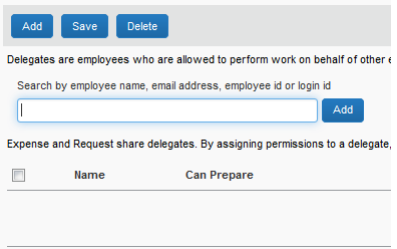 Add Save Delete
Delegates are employees who are allowed to perform work on behalf of other e
Search by employee name, email address, employee id or login id
Add
Expense and Request share delegates. By assigning permissions to a delegate,
Name Can Prepare